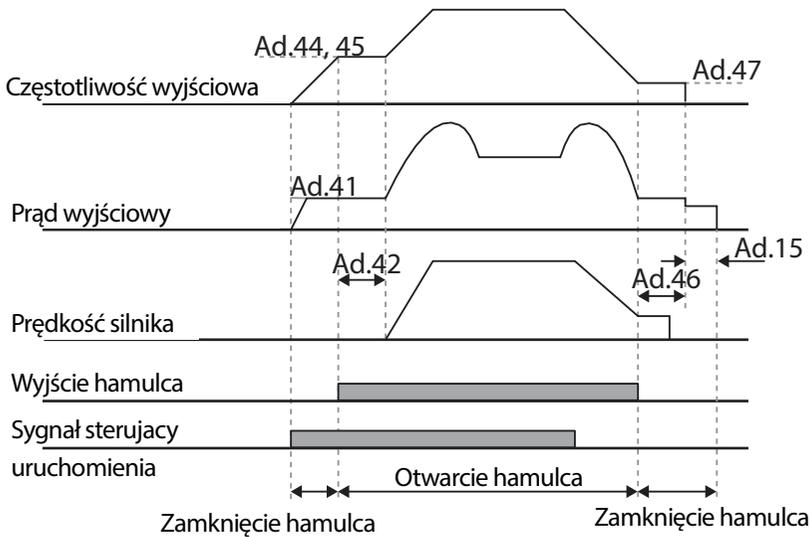 Ad.44, 45
Ad.47
Częstotliwość wyjściowa
Ad.41
Prąd wyjściowy
Ad.15
Ad.42
Ad.46
Prędkość silnika
Wyjście hamulca
Sygnał sterujacy
uruchomienia
Otwarcie hamulca
Zamknięcie hamulca
Zamknięcie hamulca